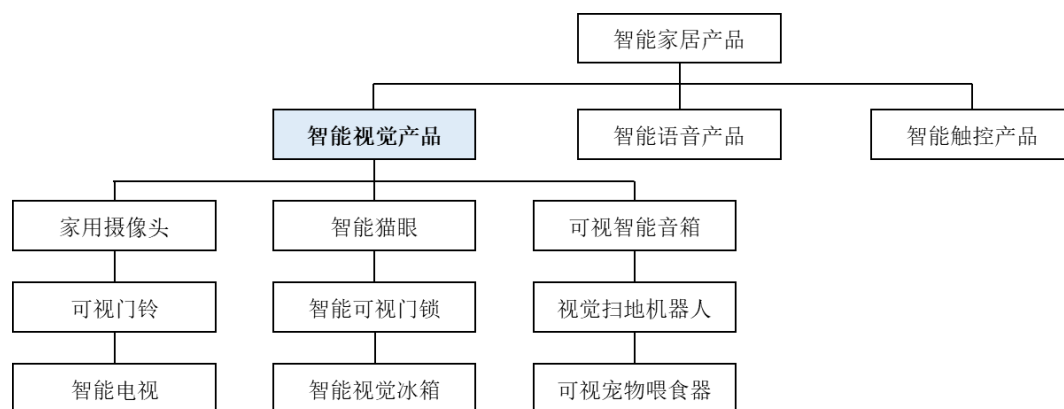 智能家居产品
智能视觉产品
智能语音产品
智能触控产品
家用摄像头
智能猫眼
可视智能音箱
可视门铃
智能可视门锁
视觉扫地机器人
智能电视
智能视觉冰箱
可视宠物喂食器